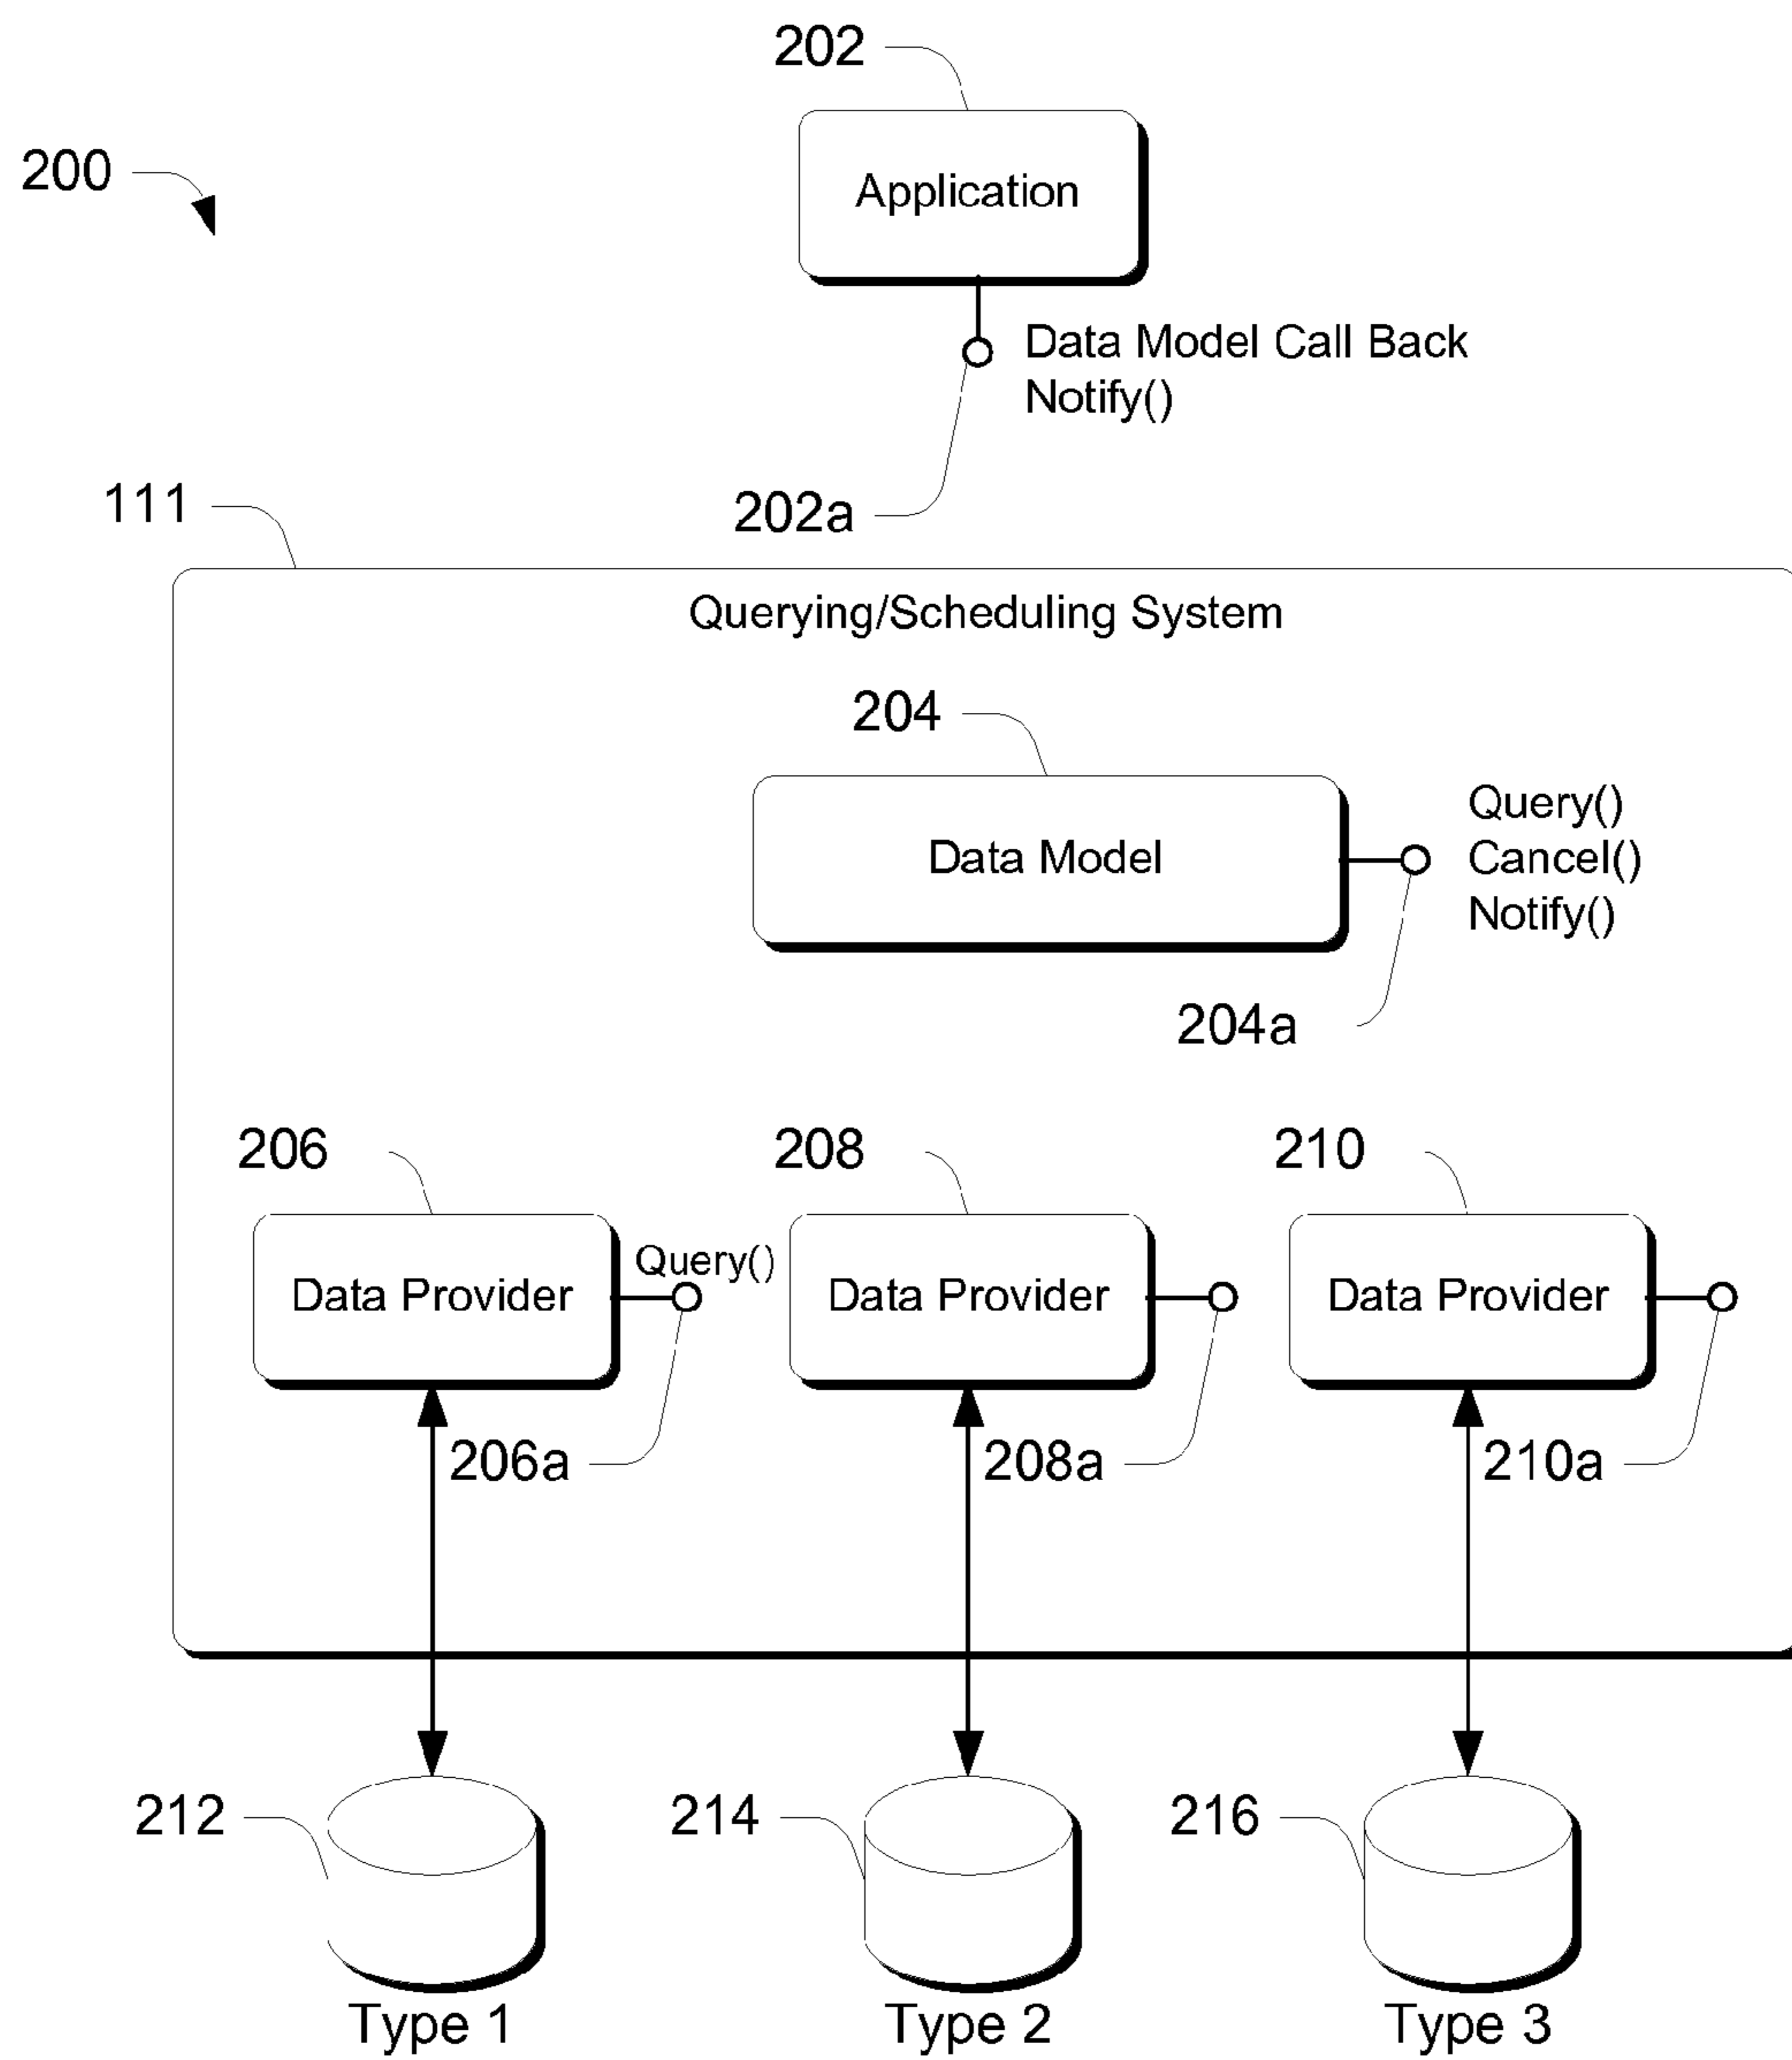 202
200
Application
Data Model Call Back
Notify()
202a
111
Querying/Scheduling System
204
Data Model
Query()
Cancel()
Notify()
204a
206
208
210
Query()
Data Provider
Data Provider
Data Provider
206a
208a
210a
212
214
216
Type 1
Type 2
Type 3